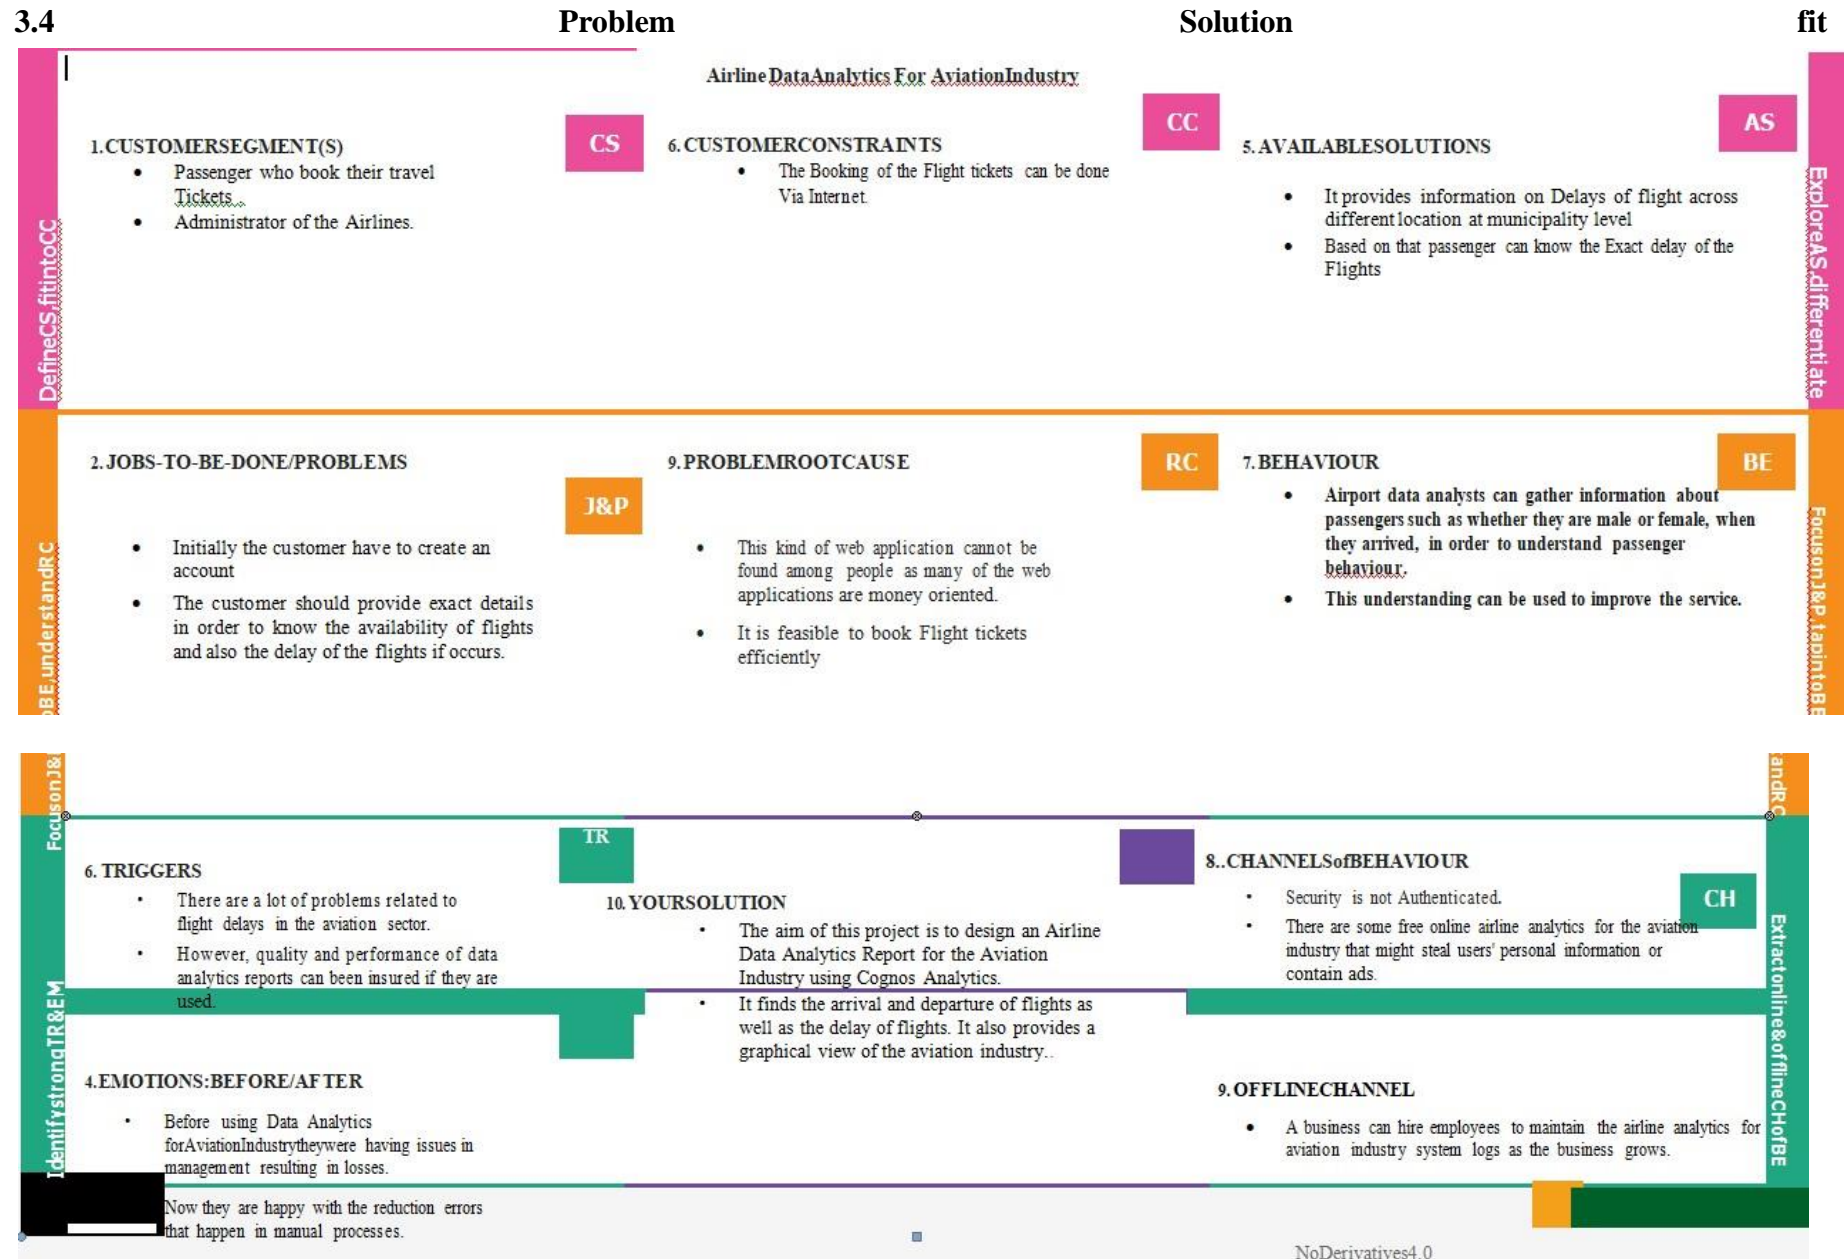 3.4 Problem Solution fit
Airline DataAnalytics For AviationIndustry
DefineCS,fitintoCC
1.CUSTOMERSEGMENT(S)
CS
• Passenger who book their travel
Tickets..
• Administrator of the Airlines.
6.CUSTOMERCONSTRAINTS
CC
• The Booking of the Flight tickets can be done
Via Internet.
5.AVAILABLESOLUTIONS
AS
• It provides information on Delays of flight across
different location at municipality level
• Based on that passenger can know the Exact delay of the
Flights
ExploreAS,differentiate
2.JOBS-TO-BE-DONE/PROBLEMS
J&P
• Initially the customer have to create an
account
• The customer should provide exact details
in order to know the availability of flights
and also the delay of the flights if occurs.
9.PROBLEMROOTCAUSE
RC
• This kind of web application cannot be
found among people as many of the web
applications are money oriented.
• It is feasible to book Flight tickets
efficiently
7.BEHAVIOUR
BE
• Airport data analysts can gather information about
passengers such as whether they are male or female, when
they arrived, in order to understand passenger
behaviour.
• This understanding can be used to improve the service.
oBE,understandRC
FocusonJ&P,tapintoBE
FocusonJ&
andRC
6. TRIGGERS
TR
• There are a lot of problems related to
flight delays in the aviation sector.
• However, quality and performance of data
analytics reports can been insured if they are
used.
10.YOURSOLUTION
• The aim of this project is to design an Airline
Data Analytics Report for the Aviation
Industry using Cognos Analytics.
• It finds the arrival and departure of flights as
well as the delay of flights. It also provides a
graphical view of the aviation industry..
8..CHANNELSofBEHAVIOUR
CH
• Security is not Authenticated.
• There are some free online airline analytics for the aviation
industry that might steal users' personal information or
contain ads.
IdentifystrongTR&EM
4.EMOTIONS:BEFORE/AFTER
• Before using Data Analytics
forAviationIndustrytheywere having issues in
management resulting in losses.
Now they are happy with the reduction errors
that happen in manual processes.
9.OFFLINECHANNEL
• A business can hire employees to maintain the airline analytics for
aviation industry system logs as the business grows.
Extractonline&offlineCHofBE
NoDerivatives4.0